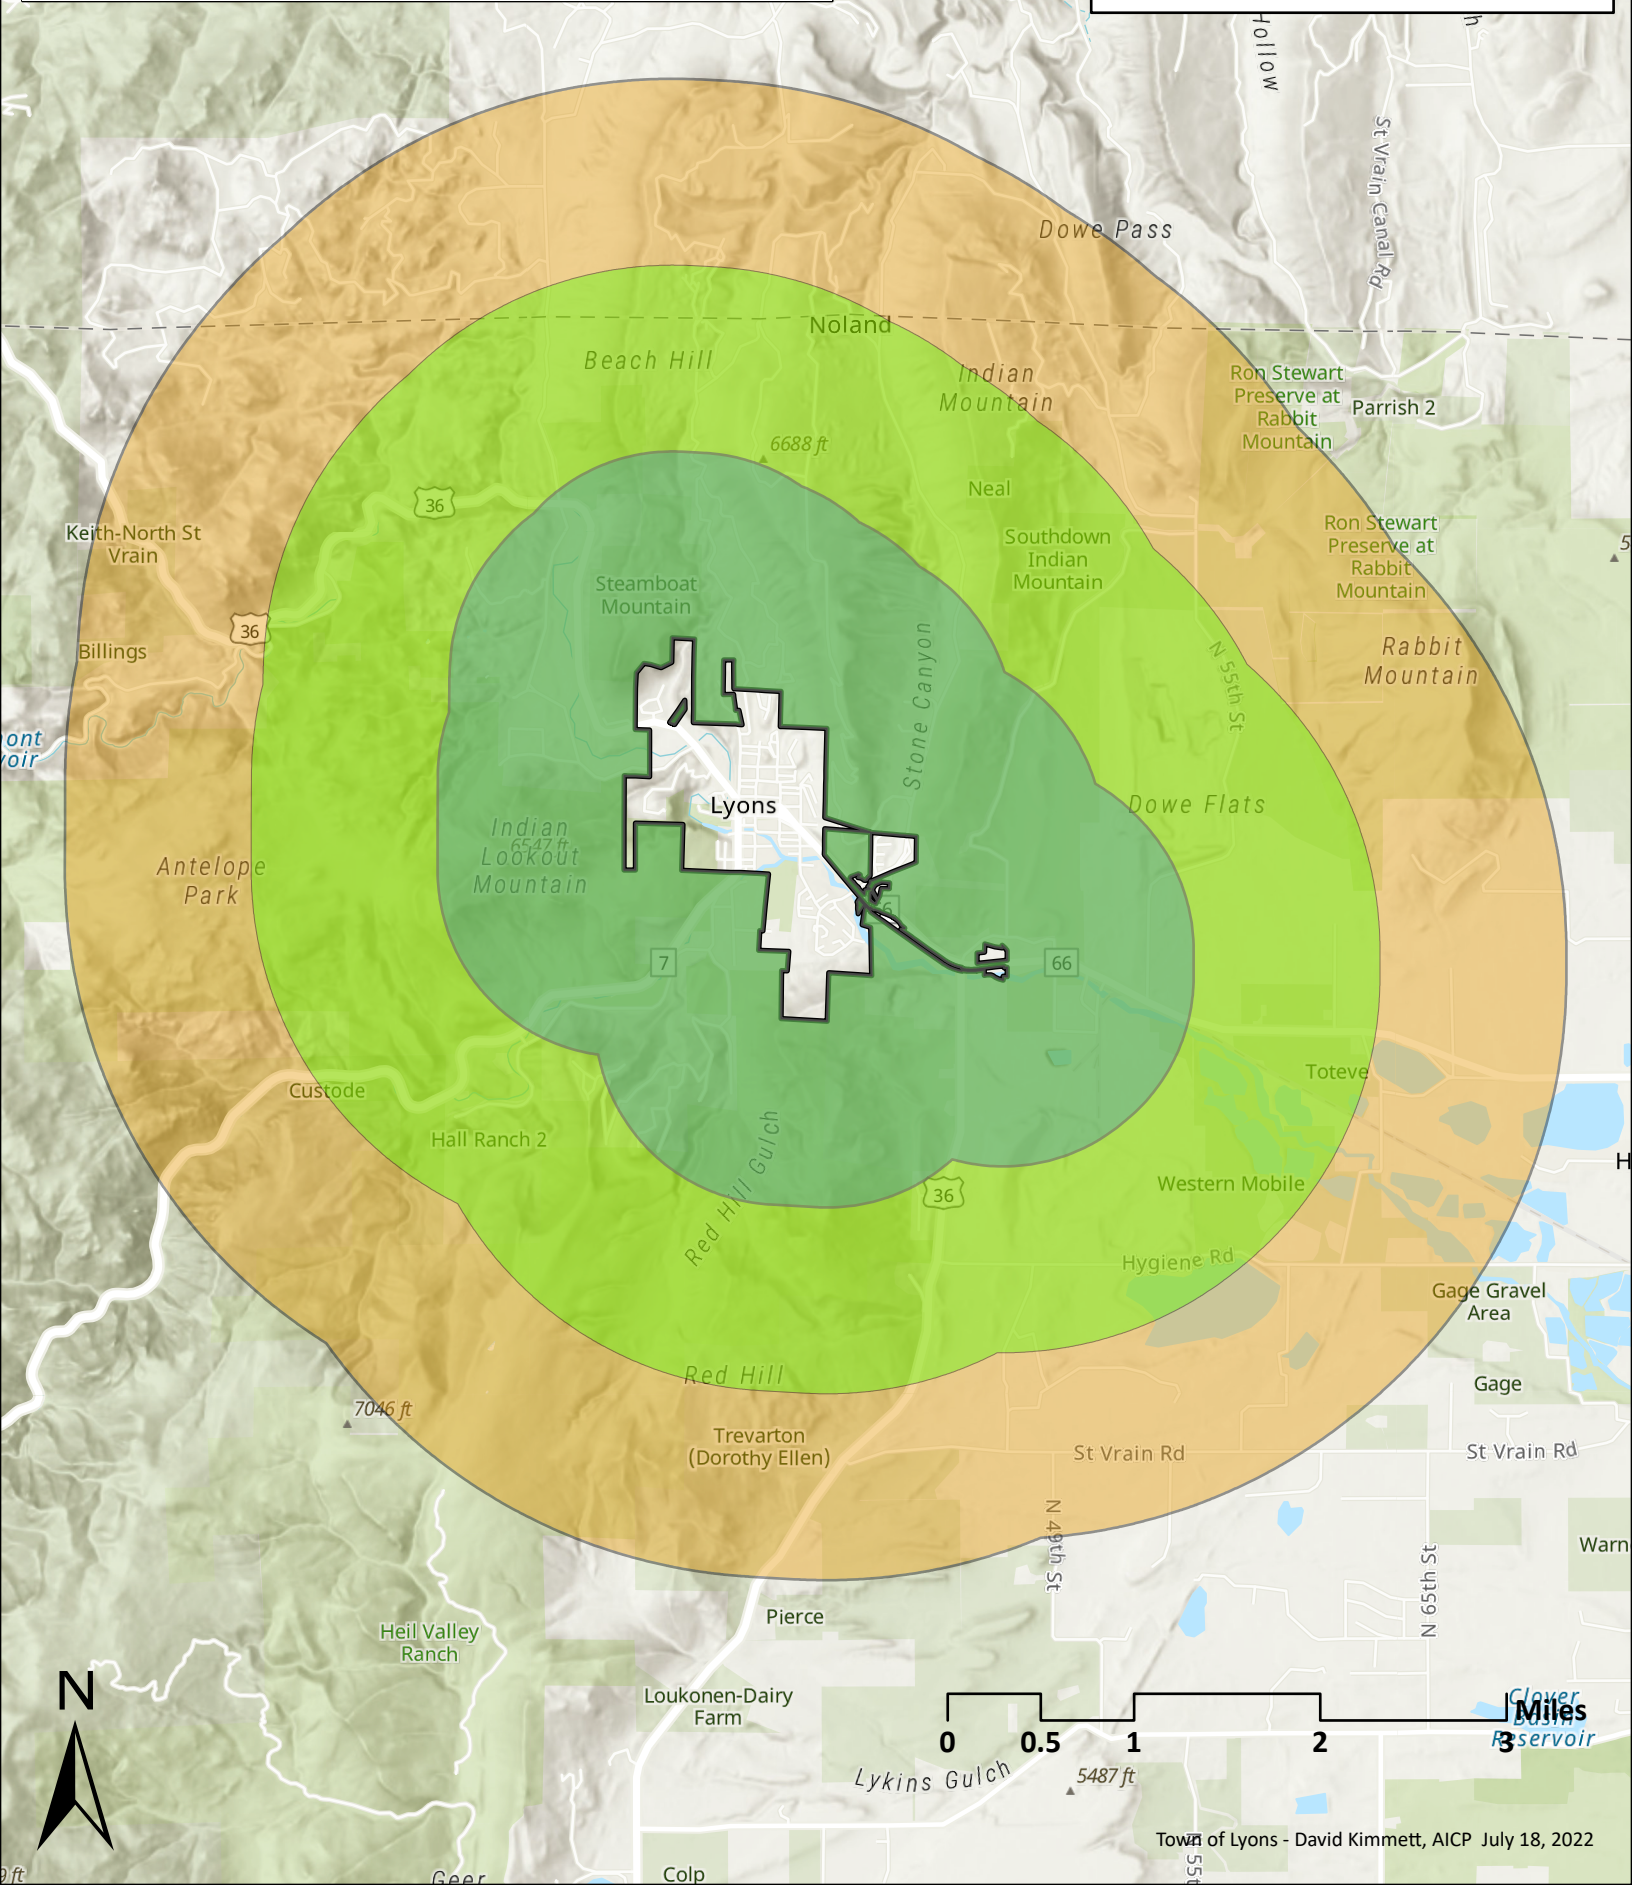 Hollow
St Vrain Canal Rd
Dowe Pass
Noland
Beach Hill
Indian
Mountain
Ron Stewart
Preserve at
Rabbit
Mountain
Parrish 2
6688 ft
36
Neal
Keith-North St
Vrain
Southdown
Indian
Mountain
Ron Stewart
Preserve at
Rabbit
Mountain
Steamboat
Mountain
36
Billings
Rabbit
Mountain
N 55th St
Stone Canyon
ont
voir
Lyons
Dowe Flats
Indian
6547 ft
Lookout
Mountain
Antelope
Park
7
66
Custode
Toteve
Hall Ranch 2
Red Hill Gulch
H
Western Mobile
36
Hygiene Rd
Gage Gravel
Area
Red Hill
Gage
7046 ft
Trevarton
(Dorothy Ellen)
St Vrain Rd
St Vrain Rd
N 49th St
N 65th St
Warn
Pierce
Heil Valley
Ranch
N
Loukonen-Dairy
Farm
Clover
Basin
Reservoir
Miles
0 0.5 1 2 3
Lykins Gulch
5487 ft
Town of Lyons - David Kimmett, AICP July 18, 2022
N 55t
Colp
Geer